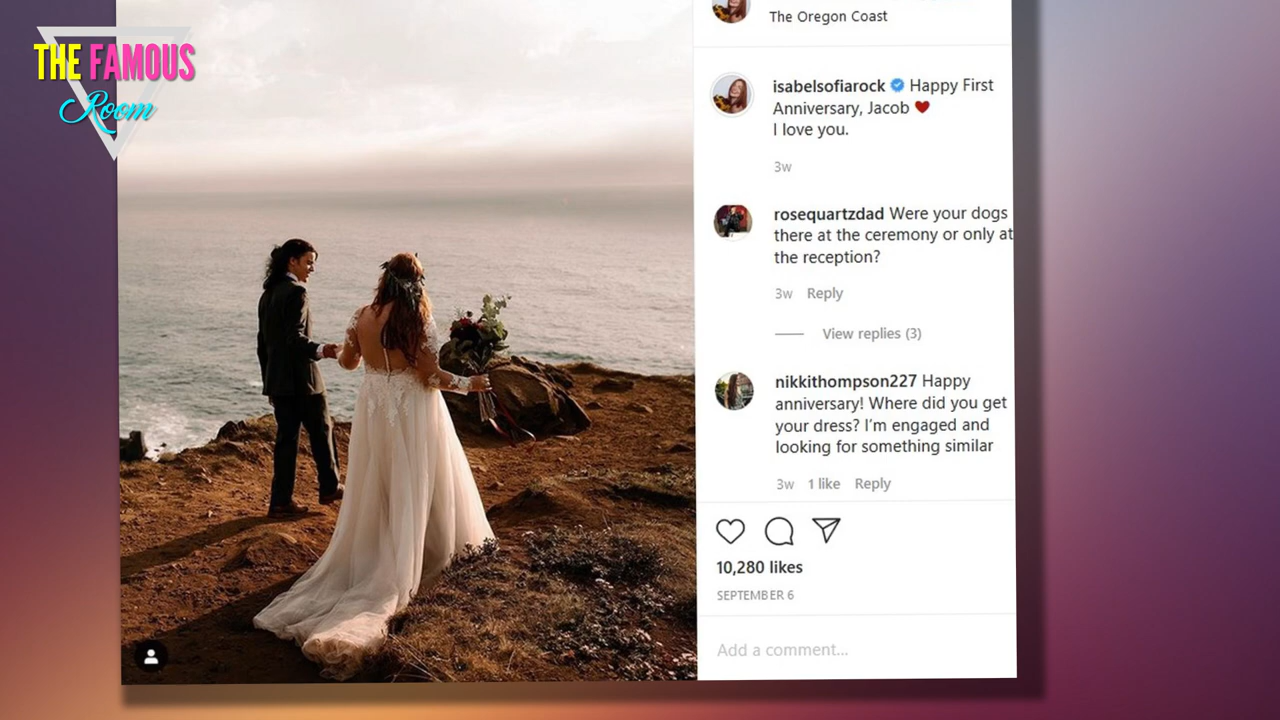 THE FAMOUS
Room
The Oregon Coast
isabelsofiarock Happy First
Anniversary, Jacob ❤
I love you.
3w
rosequartzdad Were your dogs
there at the ceremony or only at
the reception?
3w Reply
View replies (3)
nikkithompson227 Happy
anniversary! Where did you get
your dress? I'm engaged and
looking for something similar
3w 1 like Reply
10,280 likes
SEPTEMBER 6
Add a comment...